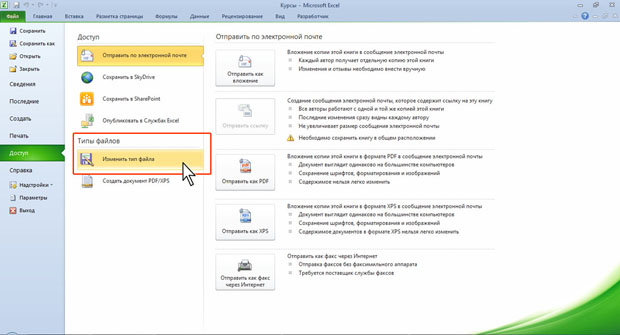 Курсы - Microsoft Excel
Файл Главная Вставка Разметка страницы Формулы Данные Рецензирование Вид Разработчик
Сохранить
Сохранить как
Открыть
Закрыть
Сведения
Последние
Создать
Печать
Доступ
Справка
Надстройки
Параметры
Выход
Доступ
Отправить по электронной почте
Сохранить в SkyDrive
Сохранить в SharePoint
Опубликовать в Службах Excel
Типы файлов
Изменить тип файла
Создать документ PDF/XPS
Отправить по электронной почте
Отправить как
вложение
Вложение копии этой книги в сообщение электронной почты
Каждый автор получает отдельную копию этой книги
Изменения и отзывы необходимо внести вручную
Отправить ссылку
Создание сообщения электронной почты, которое содержит ссылку на эту книгу
Все авторы работают с одной и той же копией этой книги
Последние изменения сразу видны каждому автору
Не увеличивает размер сообщения электронной почты
Необходимо сохранить книгу в общем расположении
Отправить как PDF
Вложение копии этой книги в формате PDF в сообщение электронной почты
Документ выглядит одинаково на большинстве компьютеров
Сохранение шрифтов, форматирования и изображений
Содержимое нелегко изменить
Отправить как XPS
Вложение копии этой книги в формате XPS в сообщение электронной почты
Документ выглядит одинаково на большинстве компьютеров
Сохранение шрифтов, форматирования и изображений
Содержимое документов в формате XPS нельзя легко изменить
Отправить как факс
через Интернет
Отправить как факс через Интернет
Отправка факсов без факсимильного аппарата
Требуется поставщик службы факсов